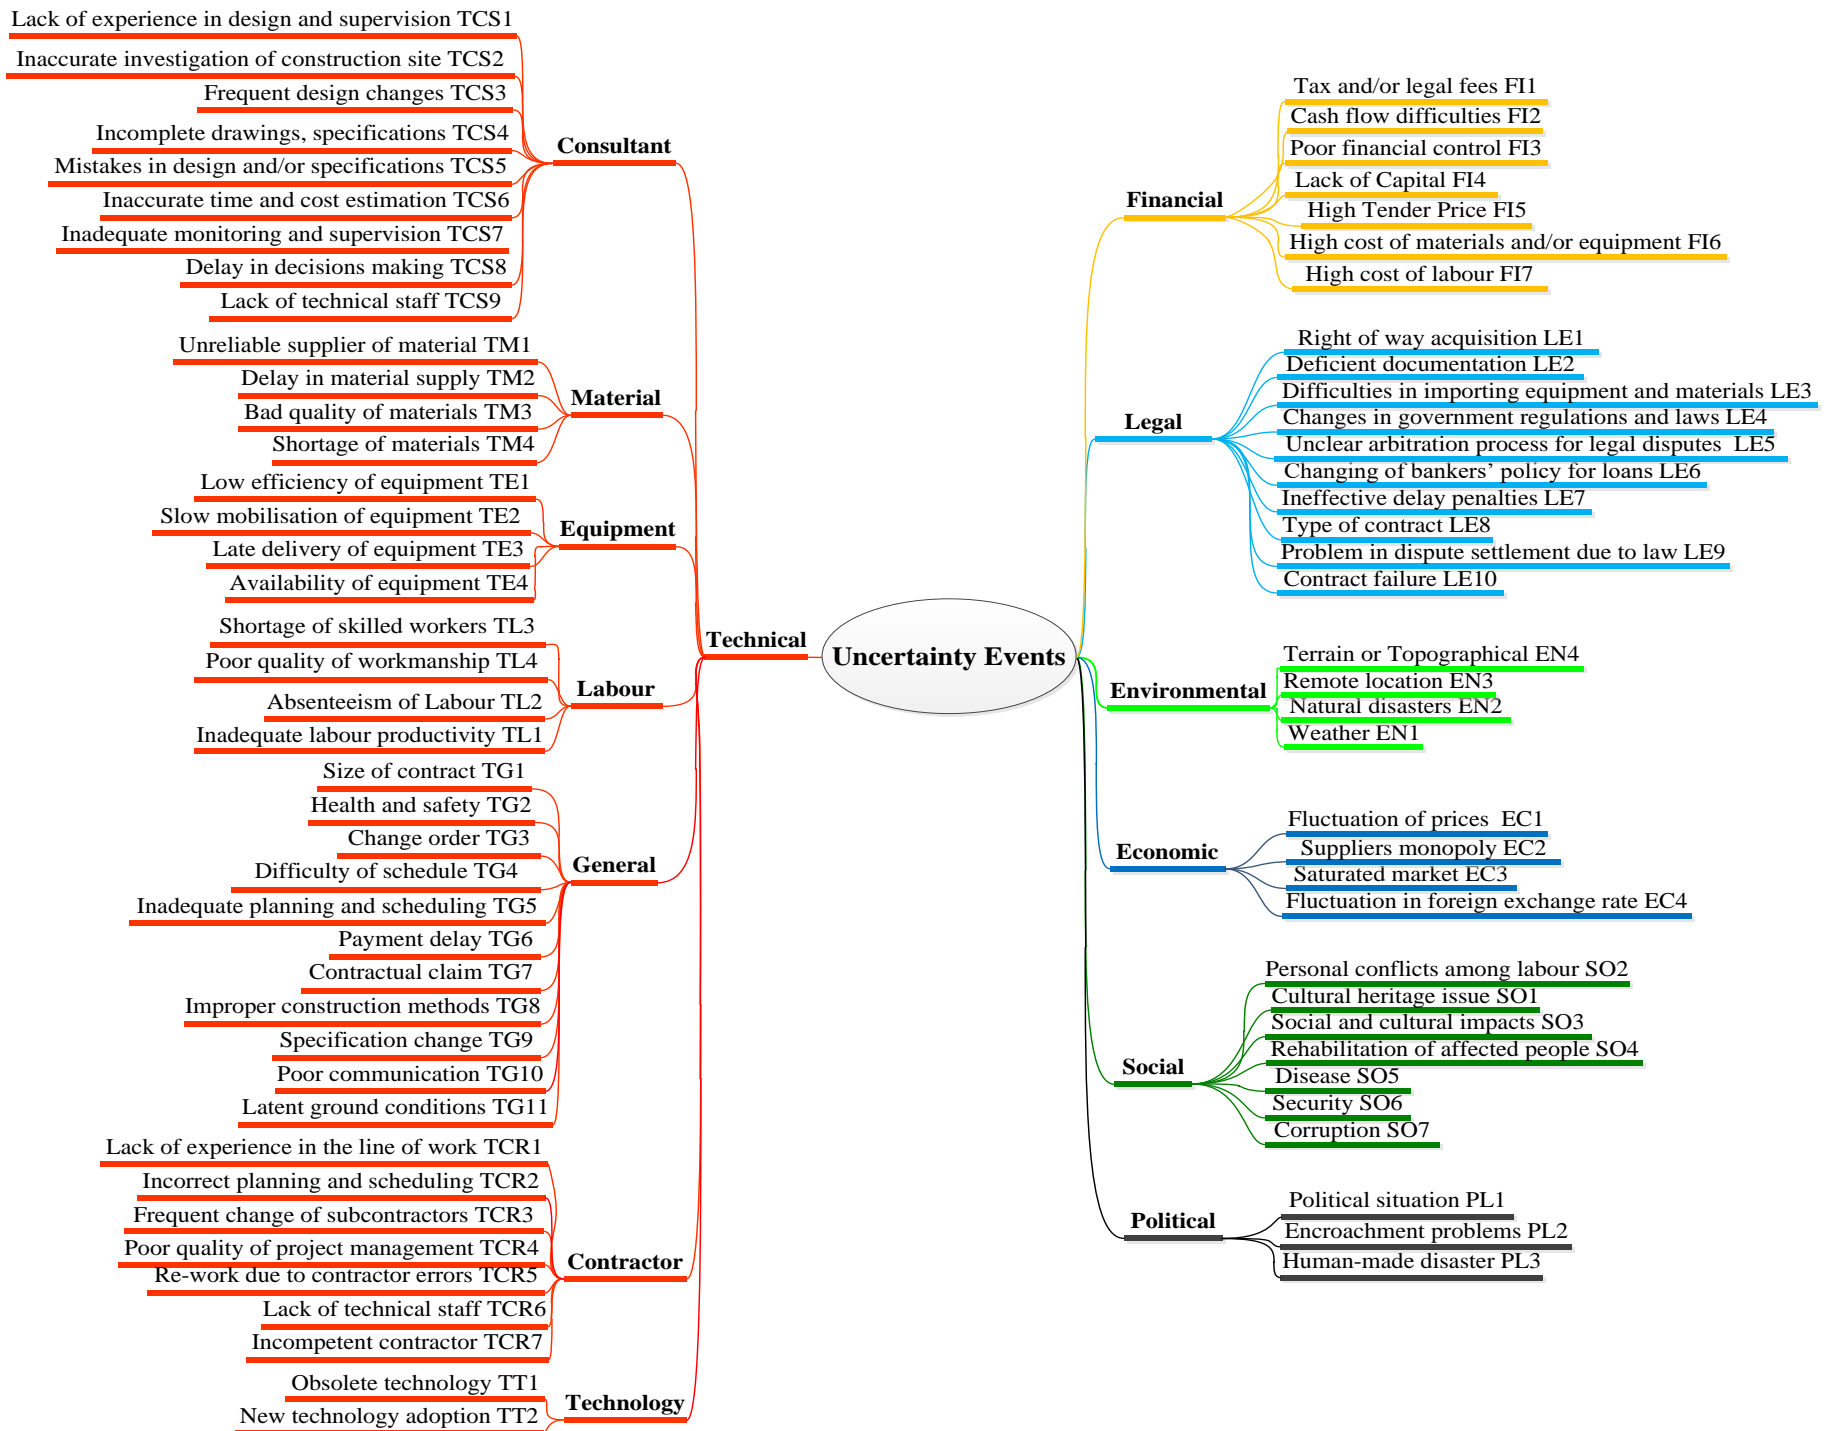 Lack of experience in design and supervision TCS1
Inaccurate investigation of construction site TCS2
Frequent design changes TCS3
Incomplete drawings, specifications TCS4
Mistakes in design and/or specifications TCS5
Inaccurate time and cost estimation TCS6
Inadequate monitoring and supervision TCS7
Delay in decisions making TCS8
Lack of technical staff TCS9
Consultant
Unreliable supplier of material TM1
Delay in material supply TM2
Bad quality of materials TM3
Shortage of materials TM4
Material
Low efficiency of equipment TE1
Slow mobilisation of equipment TE2
Late delivery of equipment TE3
Availability of equipment TE4
Equipment
Shortage of skilled workers TL3
Poor quality of workmanship TL4
Absenteeism of Labour TL2
Inadequate labour productivity TL1
Labour
Size of contract TG1
Health and safety TG2
Change order TG3
Difficulty of schedule TG4
Inadequate planning and scheduling TG5
Payment delay TG6
Contractual claim TG7
Improper construction methods TG8
Specification change TG9
Poor communication TG10
Latent ground conditions TG11
General
Lack of experience in the line of work TCR1
Incorrect planning and scheduling TCR2
Frequent change of subcontractors TCR3
Poor quality of project management TCR4
Re-work due to contractor errors TCR5
Lack of technical staff TCR6
Incompetent contractor TCR7
Contractor
Obsolete technology TT1
New technology adoption TT2
Technology
Technical
Uncertainty Events
Financial
Tax and/or legal fees FI1
Cash flow difficulties FI2
Poor financial control FI3
Lack of Capital FI4
High Tender Price FI5
High cost of materials and/or equipment FI6
High cost of labour FI7
Legal
Right of way acquisition LE1
Deficient documentation LE2
Difficulties in importing equipment and materials LE3
Changes in government regulations and laws LE4
Unclear arbitration process for legal disputes LE5
Changing of bankers' policy for loans LE6
Ineffective delay penalties LE7
Type of contract LE8
Problem in dispute settlement due to law LE9
Contract failure LE10
Environmental
Terrain or Topographical EN4
Remote location EN3
Natural disasters EN2
Weather EN1
Economic
Fluctuation of prices EC1
Suppliers monopoly EC2
Saturated market EC3
Fluctuation in foreign exchange rate EC4
Social
Personal conflicts among labour SO2
Cultural heritage issue SO1
Social and cultural impacts SO3
Rehabilitation of affected people SO4
Disease SO5
Security SO6
Corruption SO7
Political
Political situation PL1
Encroachment problems PL2
Human-made disaster PL3